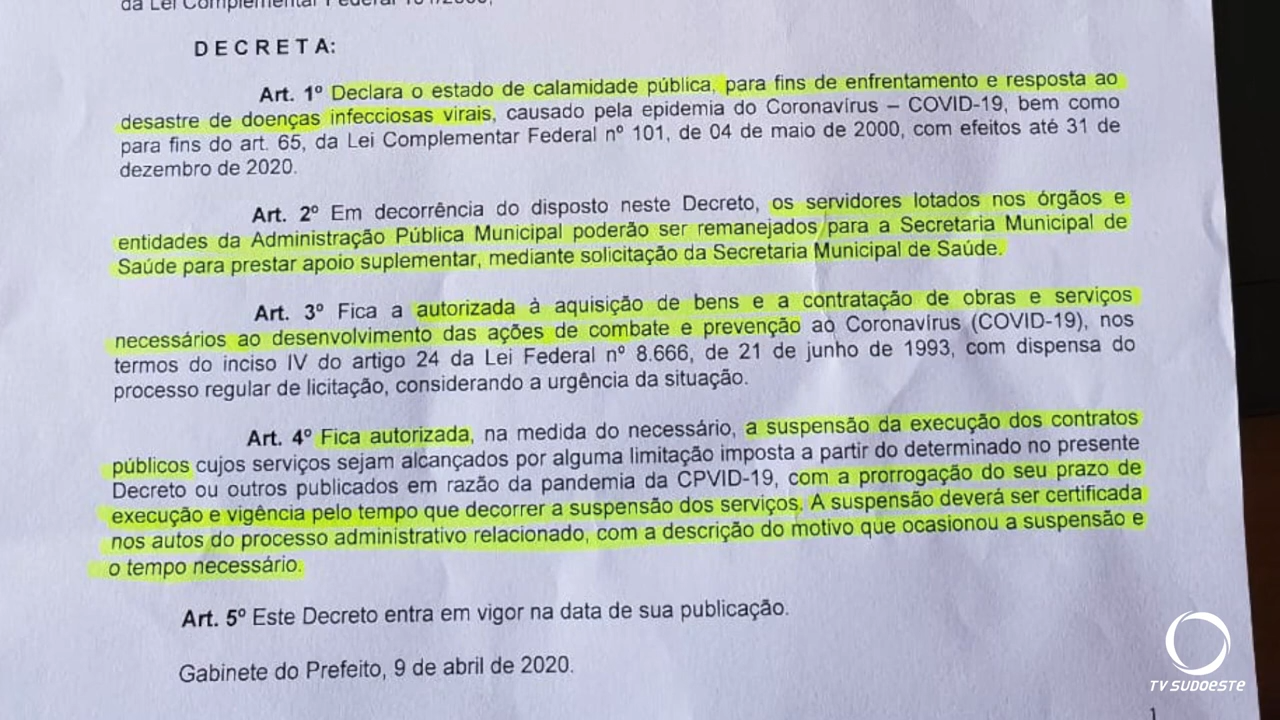 da Lei Complementar Federal
D E C R E T A:
Art. 1º Declara o estado de calamidade pública, para fins de enfrentamento e resposta ao
desastre de doenças infecciosas virais, causado pela epidemia do Coronavírus – COVID-19, bem como
para fins do art. 65, da Lei Complementar Federal nº 101, de 04 de maio de 2000, com efeitos até 31 de
dezembro de 2020.
Art. 2º Em decorrência do disposto neste Decreto, os servidores lotados nos órgãos e
entidades da Administração Pública Municipal poderão ser remanejados para a Secretaria Municipal de
Saúde para prestar apoio suplementar, mediante solicitação da Secretaria Municipal de Saúde.
Art. 3º Fica a autorizada à aquisição de bens e a contratação de obras e serviços
necessários ao desenvolvimento das ações de combate e prevenção ao Coronavírus (COVID-19), nos
termos do inciso IV do artigo 24 da Lei Federal nº 8.666, de 21 de junho de 1993, com dispensa do
processo regular de licitação, considerando a urgência da situação.
Art. 4º Fica autorizada, na medida do necessário, a suspensão da execução dos contratos
públicos cujos serviços sejam alcançados por alguma limitação imposta a partir do determinado no presente
Decreto ou outros publicados em razão da pandemia da CPVID-19, com a prorrogação do seu prazo de
execução e vigência pelo tempo que decorrer a suspensão dos serviços. A suspensão deverá ser certificada
nos autos do processo administrativo relacionado, com a descrição do motivo que ocasionou a suspensão e
o tempo necessário.
Art. 5º Este Decreto entra em vigor na data de sua publicação.
Gabinete do Prefeito, 9 de abril de 2020.
TV SUDOESTE
1